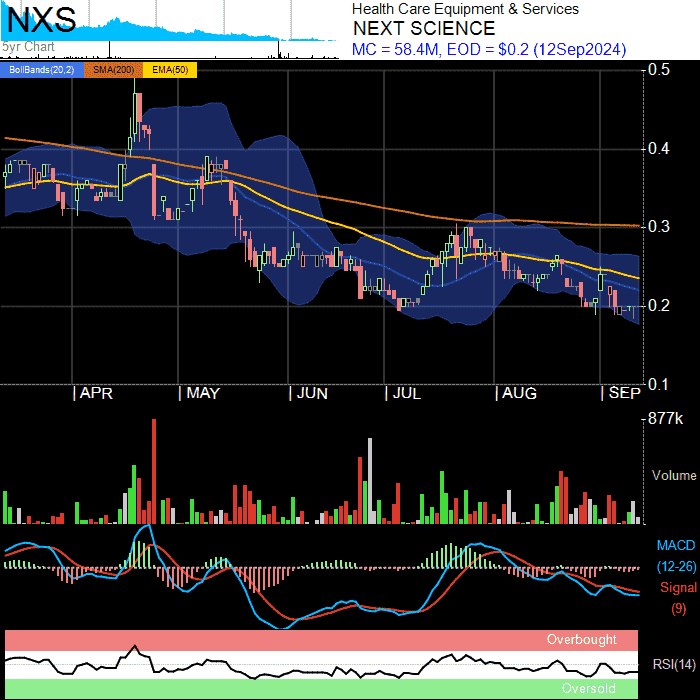 NXS
5yr Chart
Health Care Equipment & Services
NEXT SCIENCE
MC = 58.4M, EOD = $0.2 (12Sep2024)
BollBands(20,2) SMA(200) EMA(50)
0.5
0.4
0.3
0.2
0.1
APR MAY JUN JUL AUG SEP
877k
Volume
MACD
(12-26)
Signal
(9)
Overbought
RSI(14)
Oversold